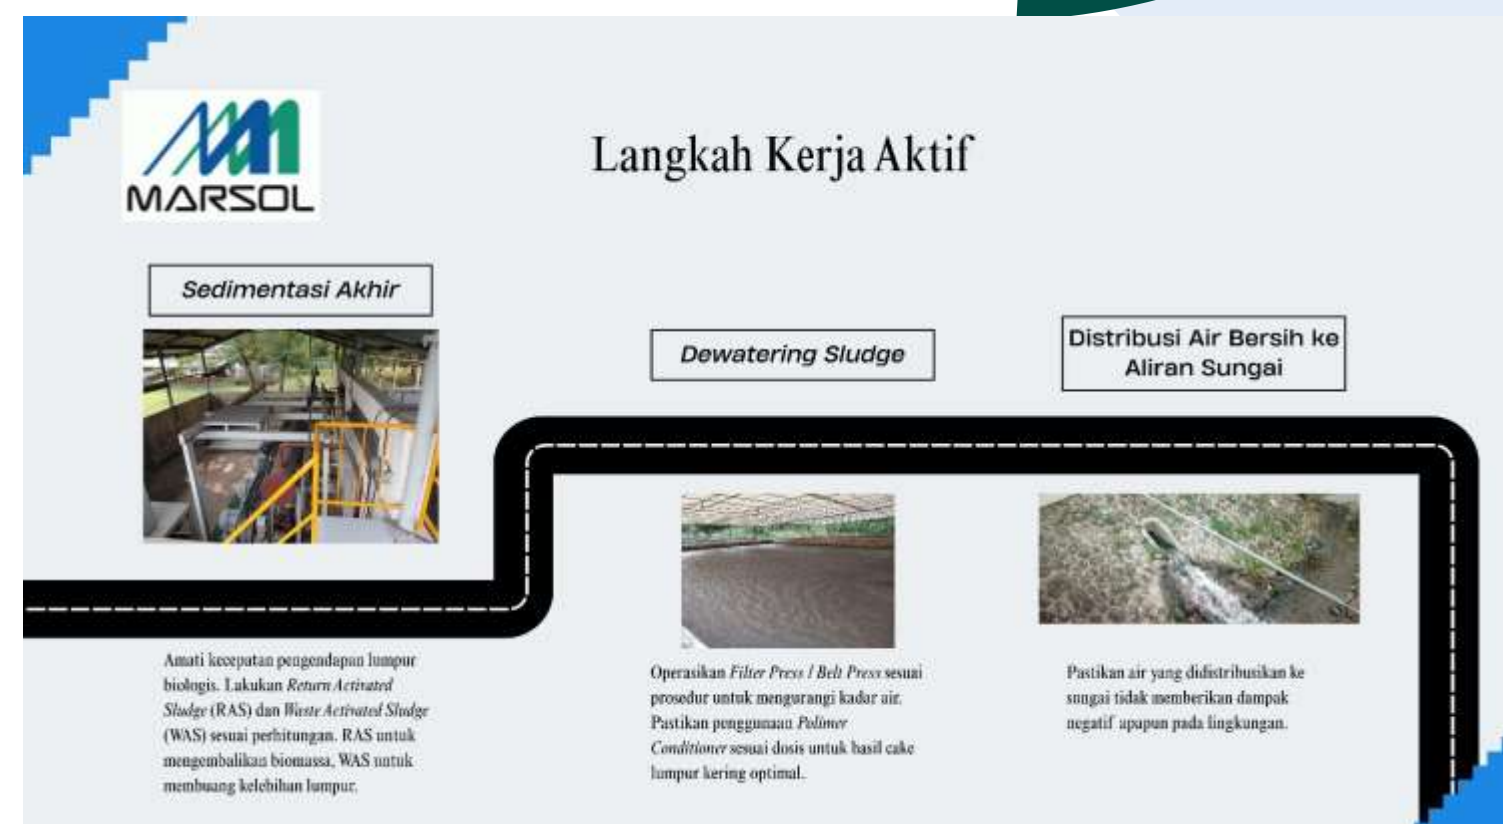 MARSOL
Langkah Kerja Aktif
Sedimentasi Akhir
Amati kecepatan pengendapan lumpur
biologis. Lakukan Return Activated
Sludge (RAS) dan Waste Activated Sludge
(WAS) sesuai perhitungan. RAS untuk
mengembalikan biomassa, WAS untuk
membuang kelebihan lumpur.
Dewatering Sludge
Operasikan Filter Press / Belt Press sesuai
prosedur untuk mengurangi kadar air.
Pastikan penggunaan Polimer
Conditioner sesuai dosis untuk hasil cake
lumpur kering optimal.
Distribusi Air Bersih ke
Aliran Sungai
Pastikan air yang didistribusikan ke
sungai tidak memberikan dampak
negatif apapun pada lingkungan.